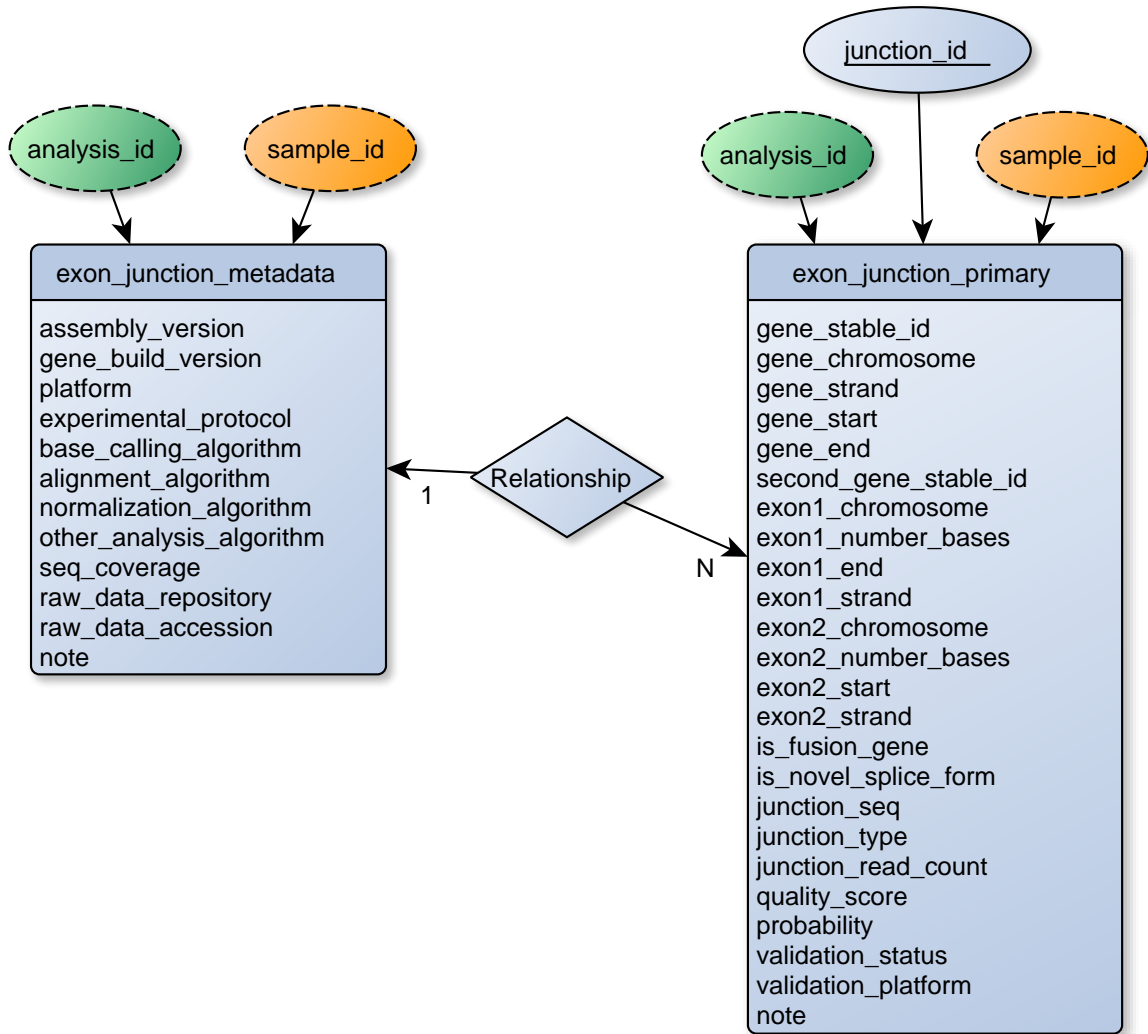 junction_id
analysis_id
sample_id
analysis_id
sample_id
exon_junction_metadata
assembly_version
gene_build_version
platform
experimental_protocol
base_calling_algorithm
alignment_algorithm
normalization_algorithm
other_analysis_algorithm
seq_coverage
raw_data_repository
raw_data_accession
note
Relationship
1
N
exon_junction_primary
gene_stable_id
gene_chromosome
gene_strand
gene_start
gene_end
second_gene_stable_id
exon1_chromosome
exon1_number_bases
exon1_end
exon1_strand
exon2_chromosome
exon2_number_bases
exon2_start
exon2_strand
is_fusion_gene
is_novel_splice_form
junction_seq
junction_type
junction_read_count
quality_score
probability
validation_status
validation_platform
note